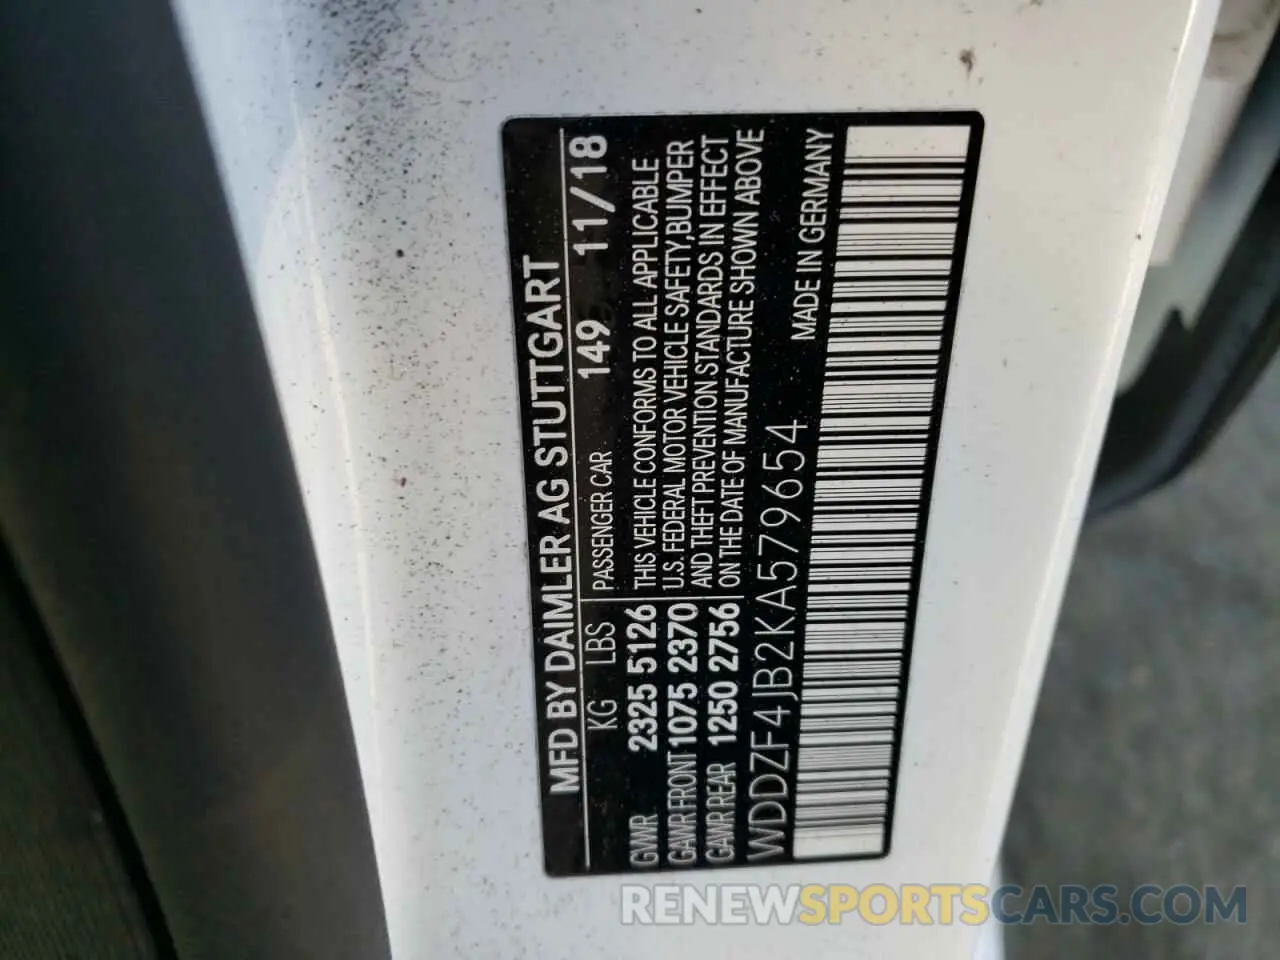 MFD BY DAIMLER AG STUTTGART
KG LBS PASSENGER CAR 149 11/18
GVWR 2325 5126
GAWR FRONT 1075 2370
GAWR REAR 1250 2756
THIS VEHICLE CONFORMS TO ALL APPLICABLE
U.S. FEDERAL MOTOR VEHICLE SAFETY,BUMPER
AND THEFT PREVENTION STANDARDS IN EFFECT
ON THE DATE OF MANUFACTURE SHOWN ABOVE
WDDZF4JB2KA579654 MADE IN GERMANY
RENEWSPORTSCARS.COM